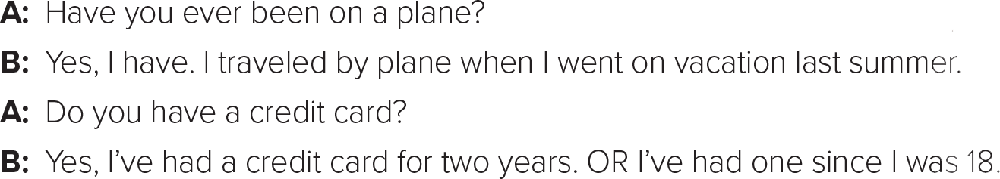 A: Have you ever been on a plane?
B: Yes, I have. I traveled by plane when I went on vacation last summer.
A: Do you have a credit card?
B: Yes, I’ve had a credit card for two years. OR I’ve had one since I was 18.